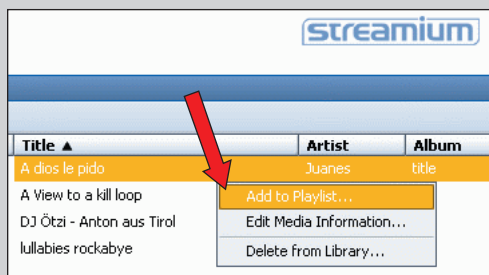 streamium
Title ▲ Artist Album
A dios le pido Juanes title
A View to a kill loop
Add to Playlist...
DJ Ötzi - Anton aus Tirol
Edit Media Information...
lullabies rockabye
Delete from Library...